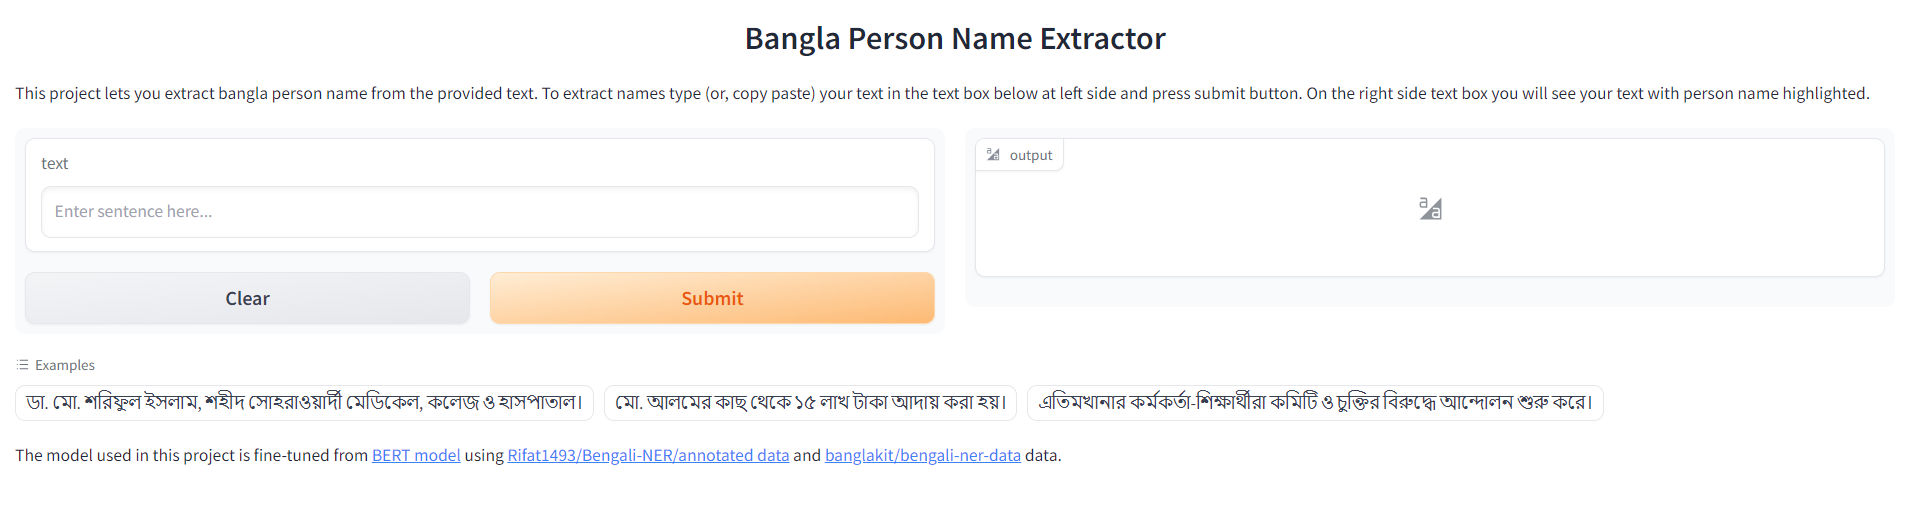 Bangla Person Name Extractor
This project lets you extract bangla person name from the provided text. To extract names type (or, copy paste) your text in the text box below at left side and press submit button. On the right side text box you will see your text with person name highlighted.
text
Enter sentence here...
output
Clear
Submit
Examples
ডা. মো. শরিফুল ইসলাম, শহীদ সোহরাওয়ার্দী মেডিকেল, কলেজ ও হাসপাতাল।
মো. আলমের কাছ থেকে ১৫ লাখ টাকা আদায় করা হয়।
এতিমখানার কর্মকর্তা-শিক্ষার্থীরা কমিটি ও চুক্তির বিরুদ্ধে আন্দোলন শুরু করে।
The model used in this project is fine-tuned from BERT model using Rifat1493/Bengali-NER/annotated data and banglakit/bengali-ner-data data.